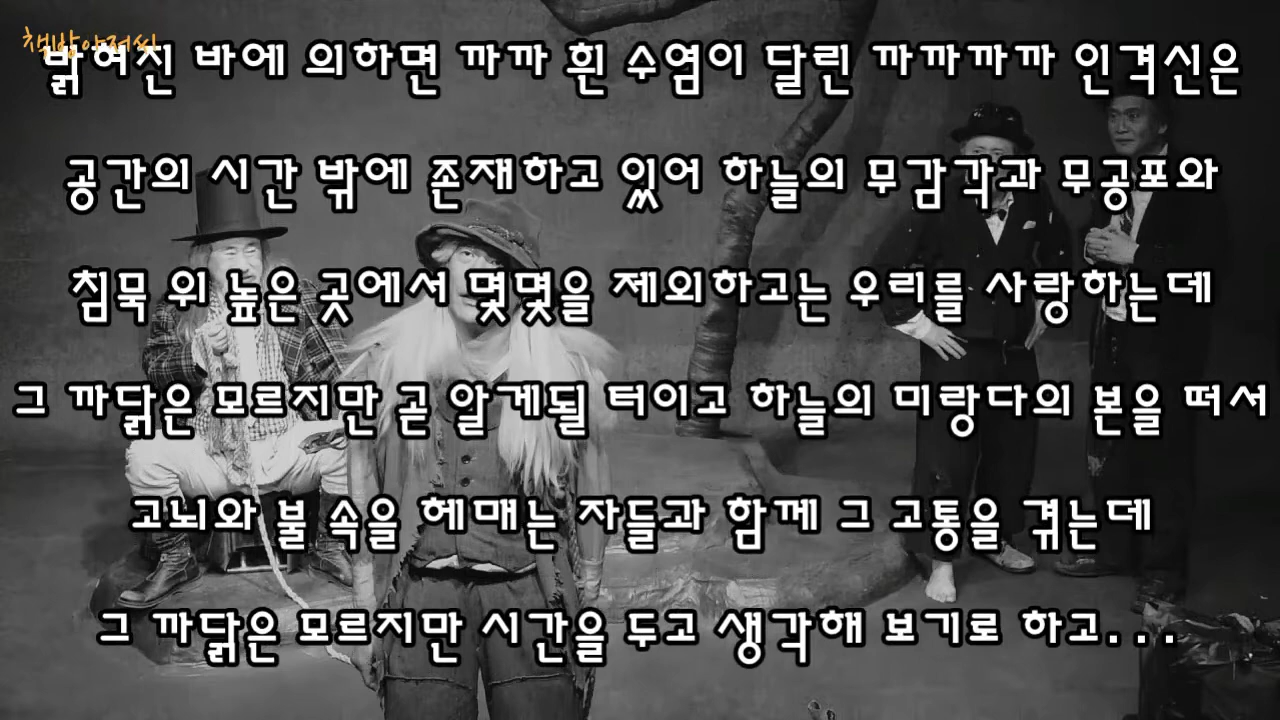 책방아저씨
밝혀진 바에 의하면 까까 흰 수염이 달린 까까까까 인격신은
공간의 시간 밖에 존재하고 있어 하늘의 무감각과 무공포와
침묵 위 높은 곳에서 몇몇을 제외하고는 우리를 사랑하는데
그 까닭은 모르지만 곧 알게될 터이고 하늘의 미랑다의 본을 떠서
고뇌와 불 속을 헤매는 자들과 함께 그 고통을 겪는데
그 까닭은 모르지만 시간을 두고 생각해 보기로 하고...